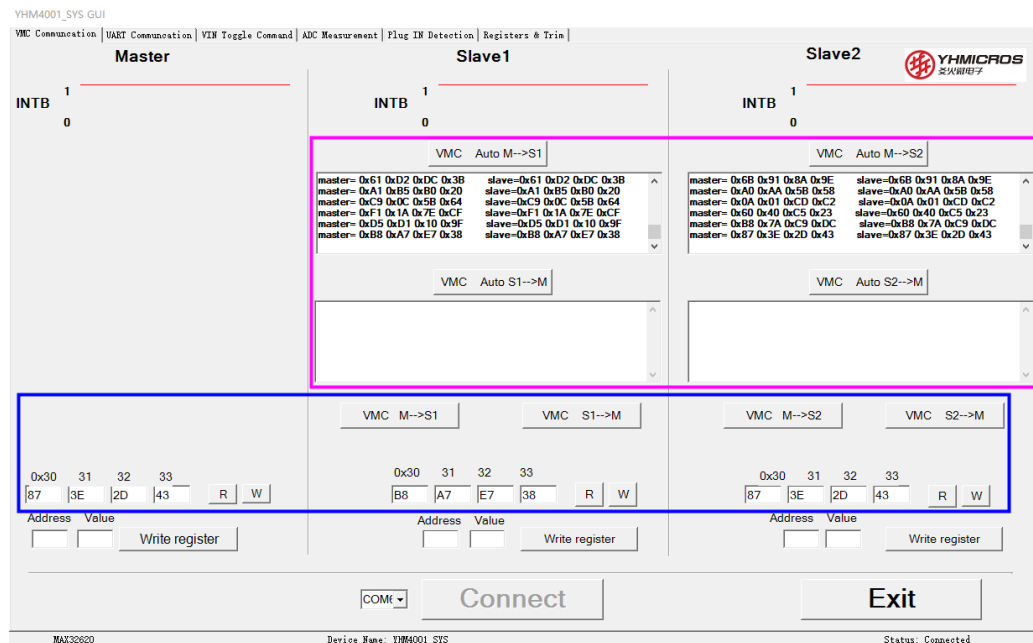 YHM4001_SYS GUI
VMC Communcation UART Communcation VIN Toggle Command ADC Measurement Plug IN Detection Registers & Trim
Master
Slave1
Slave2
YHMICROS
爻火微电子
INTB 1
0
INTB 1
0
INTB 1
0
VMC Auto M-->S1
VMC Auto M-->S2
master= 0x61 0xD2 0xDC 0x3B slave=0x61 0xD2 0xDC 0x3B
master= 0xA1 0xB5 0xB0 0x20 slave=0xA1 0xB5 0xB0 0x20
master= 0xC9 0x0C 0x5B 0x64 slave=0xC9 0x0C 0x5B 0x64
master= 0xF1 0x1A 0x7E 0xCF slave=0xF1 0x1A 0x7E 0xCF
master= 0xD5 0xD1 0x10 0x9F slave=0xD5 0xD1 0x10 0x9F
master= 0xB8 0xA7 0xE7 0x38 slave=0xB8 0xA7 0xE7 0x38
master= 0x6B 0x91 0x8A 0x9E slave=0x6B 0x91 0x8A 0x9E
master= 0xA0 0xAA 0x5B 0x58 slave=0xA0 0xAA 0x5B 0x58
master= 0x0A 0x01 0xCD 0xC2 slave=0x0A 0x01 0xCD 0xC2
master= 0x60 0x40 0xC5 0x23 slave=0x60 0x40 0xC5 0x23
master= 0xB8 0x7A 0xC9 0xDC slave=0xB8 0x7A 0xC9 0xDC
master= 0x87 0x3E 0x2D 0x43 slave=0x87 0x3E 0x2D 0x43
VMC Auto S1-->M
VMC Auto S2-->M
VMC M-->S1 VMC S1-->M VMC M-->S2 VMC S2-->M
0x30 31 32 33
87 3E 2D 43 R W
Address Value
Write register
0x30 31 32 33
B8 A7 E7 38 R W
Address Value
Write register
0x30 31 32 33
87 3E 2D 43 R W
Address Value
Write register
Connect
Exit
MAX32620 Device Name: YHM4001_SYS Status: Connected